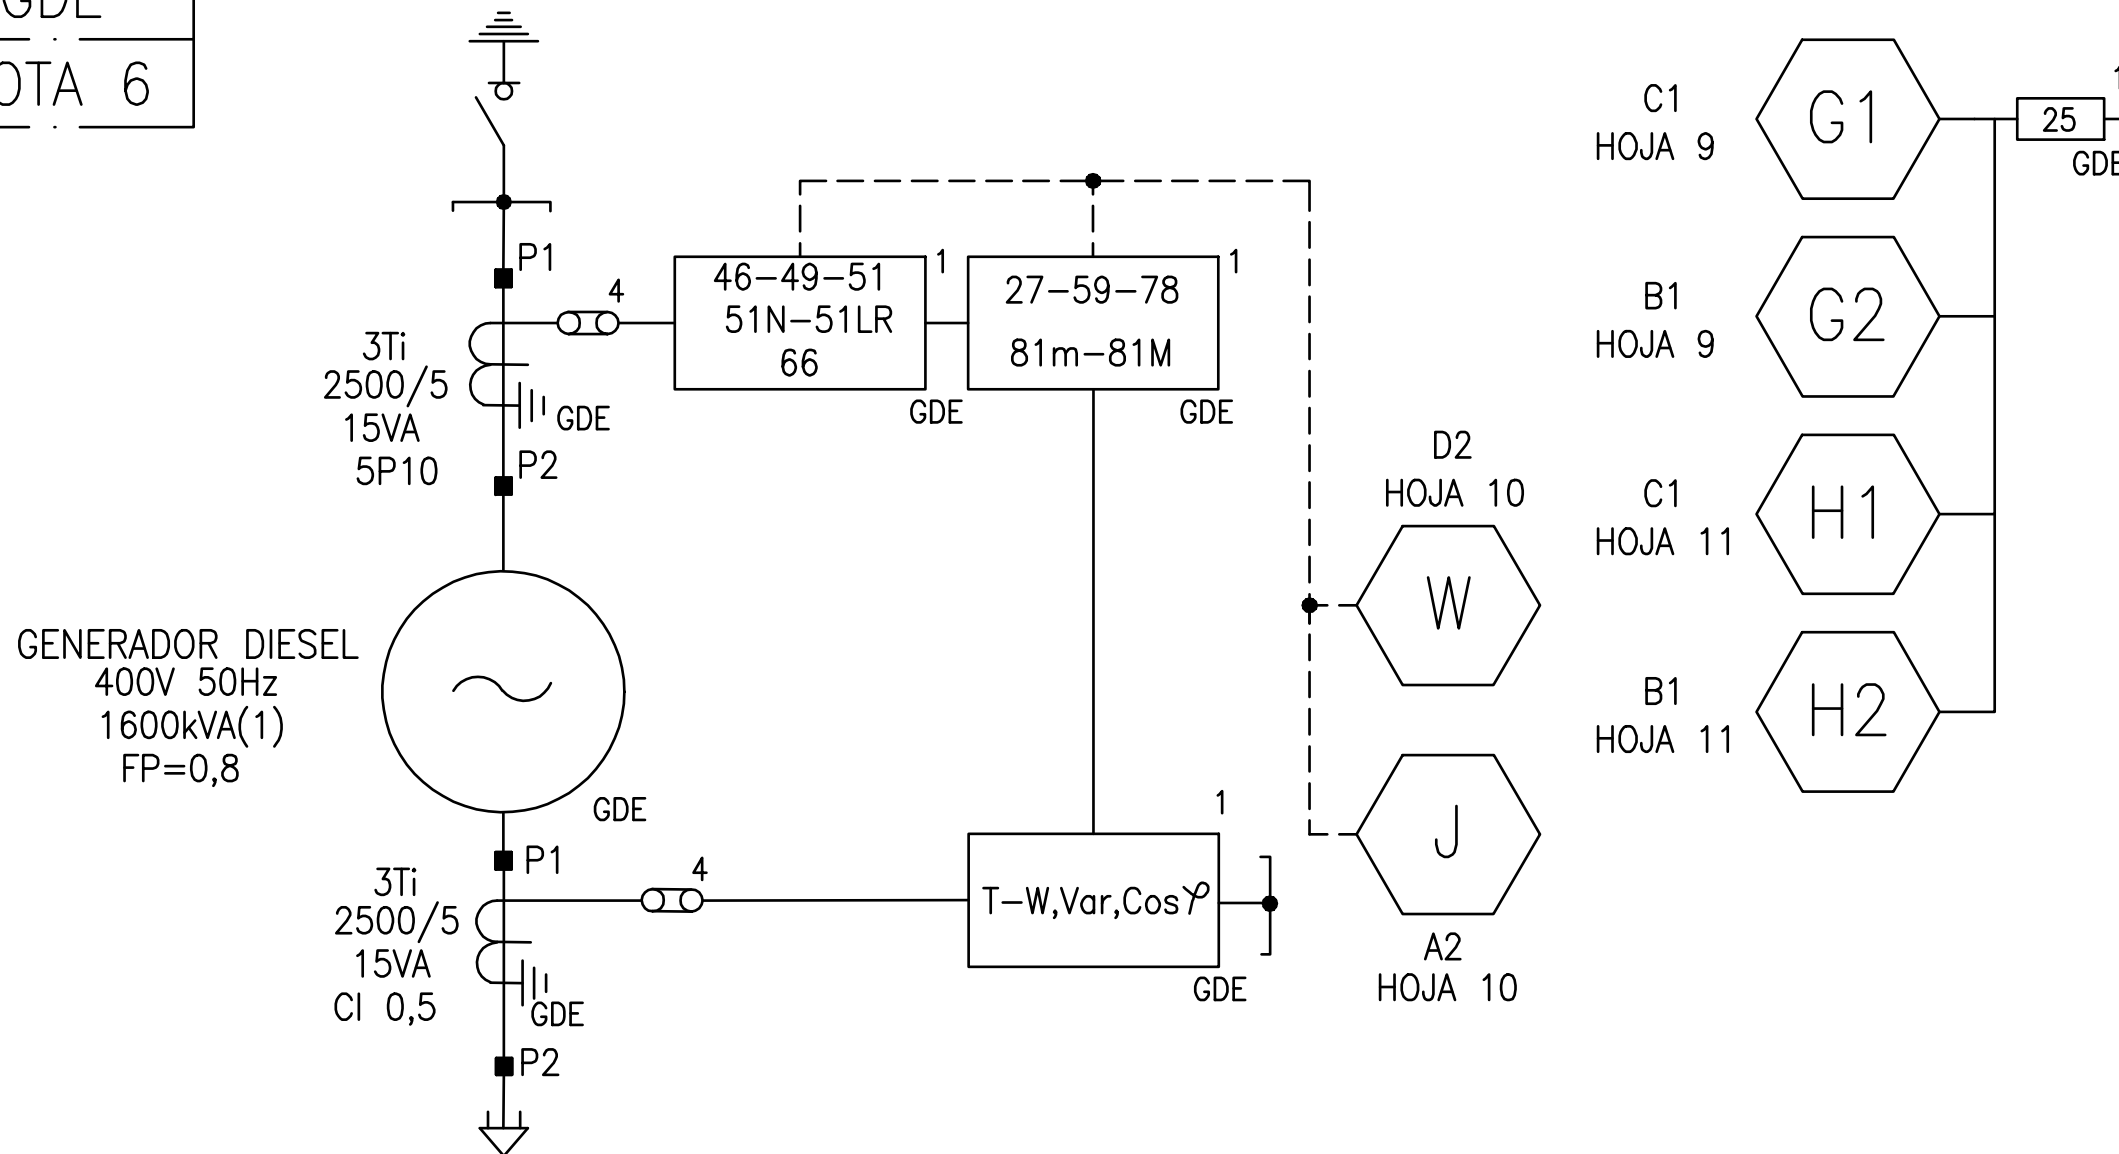 GDE
OTA 6
P1
4
3Ti
2500/5
15VA
5P10
GDE
P2
46-49-51
51N-51LR
66
1
GDE
27-59-78
81m-81M
1
GDE
GENERADOR DIESEL
400V 50Hz
1600kVA(1)
FP=0,8
GDE
P1
4
3Ti
2500/5
15VA
Cl 0,5
GDE
P2
T-W,Var,Cosφ
1
GDE
D2
HOJA 10
W
J
A2
HOJA 10
C1
HOJA 9
G1
25
1
GDE
B1
HOJA 9
G2
C1
HOJA 11
H1
B1
HOJA 11
H2